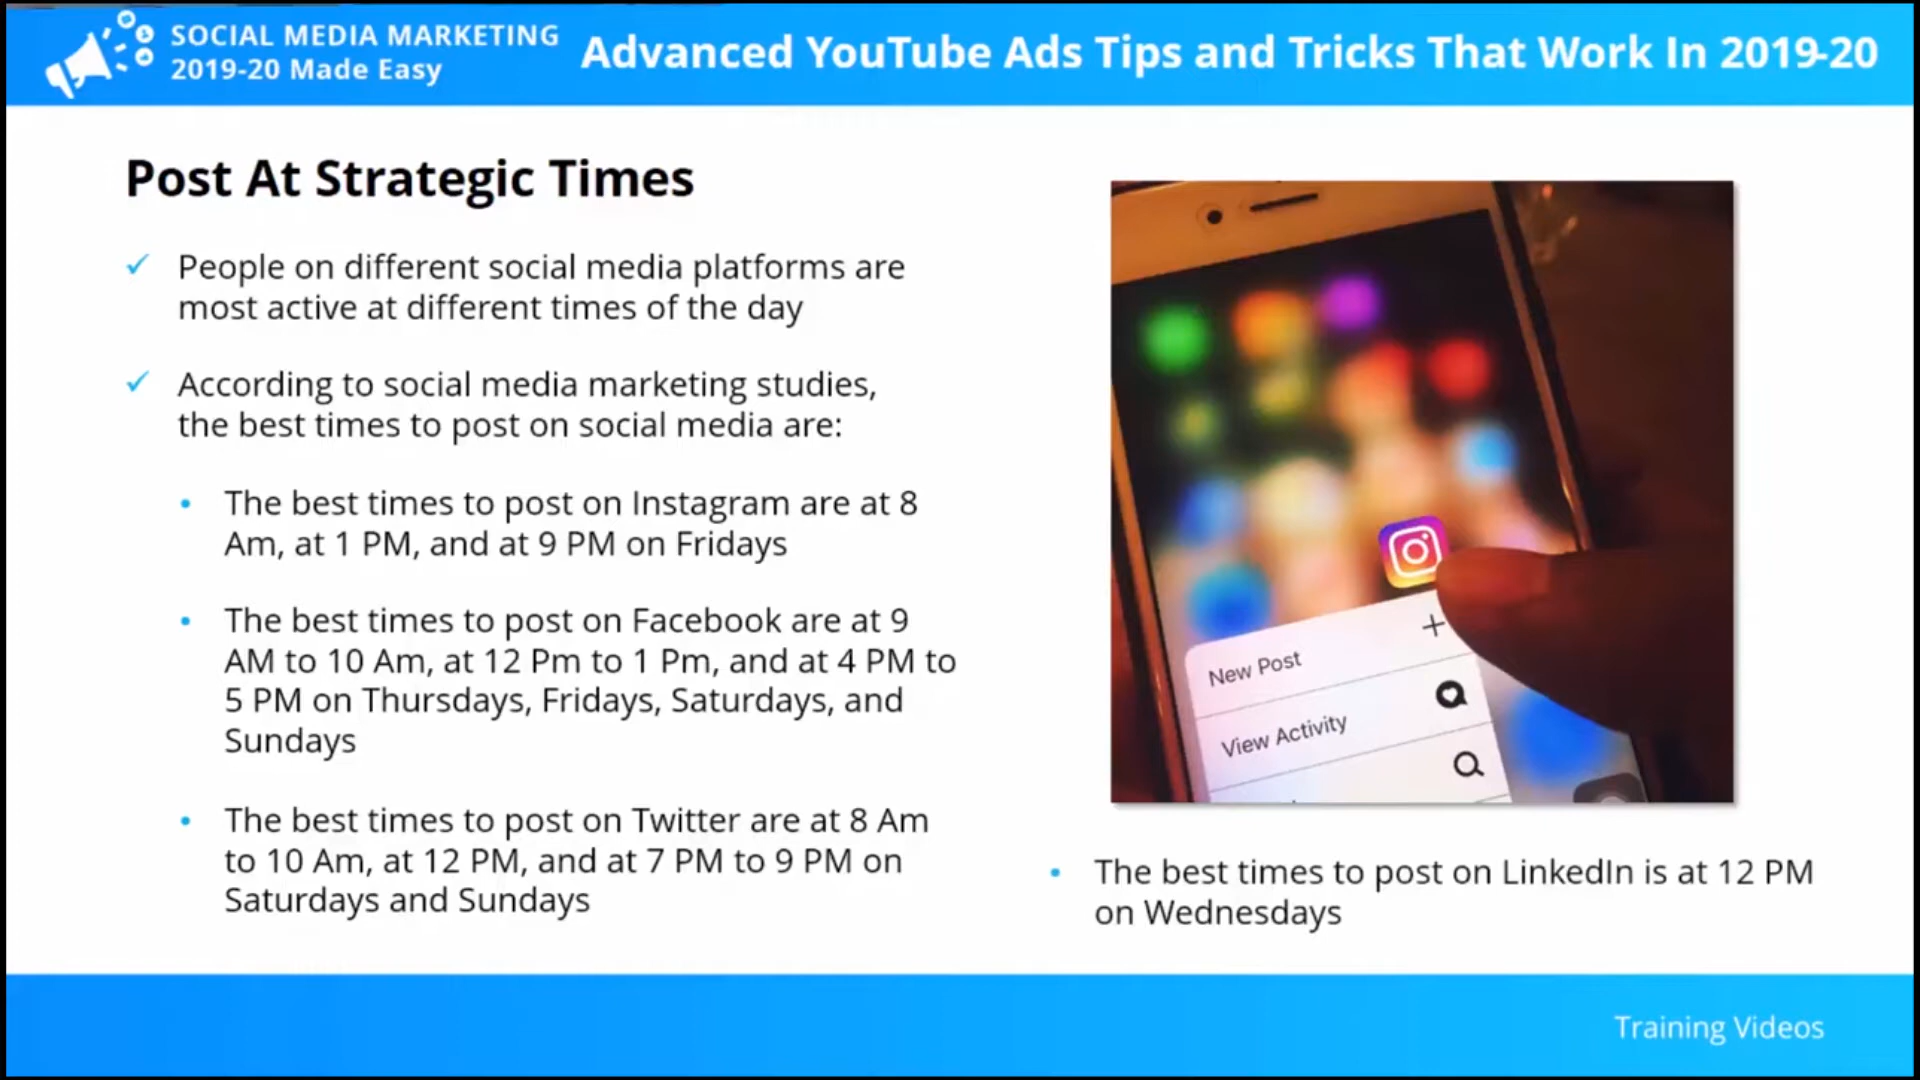 SOCIAL MEDIA MARKETING
2019-20 Made Easy
Advanced YouTube Ads Tips and Tricks That Work In 2019-20
Post At Strategic Times
People on different social media platforms are
most active at different times of the day
According to social media marketing studies,
the best times to post on social media are:
The best times to post on Instagram are at 8
Am, at 1 PM, and at 9 PM on Fridays
The best times to post on Facebook are at 9
AM to 10 Am, at 12 Pm to 1 Pm, and at 4 PM to
5 PM on Thursdays, Fridays, Saturdays, and
Sundays
The best times to post on Twitter are at 8 Am
to 10 Am, at 12 PM, and at 7 PM to 9 PM on
Saturdays and Sundays
New Post
View Activity
The best times to post on LinkedIn is at 12 PM
on Wednesdays
Training Videos